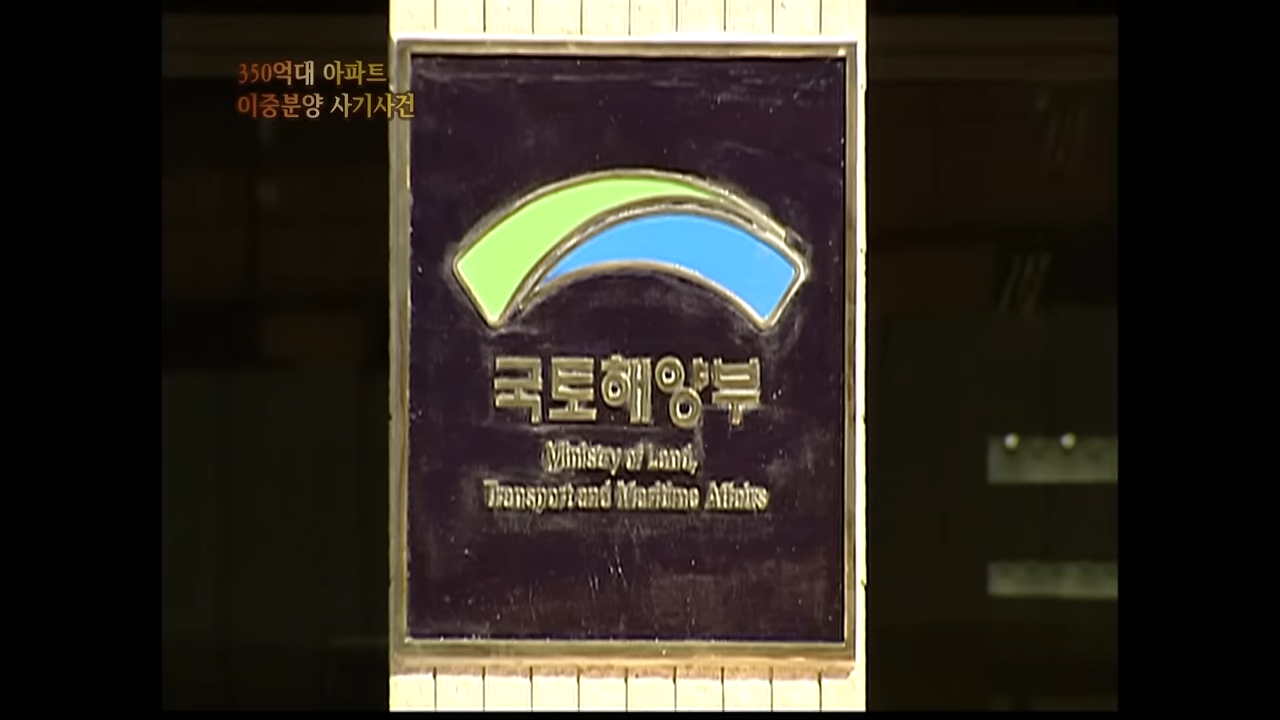 350억대 아파트
이중분양 사기사건
국토해양부
Ministry of Land,
Transport and Maritime Affairs